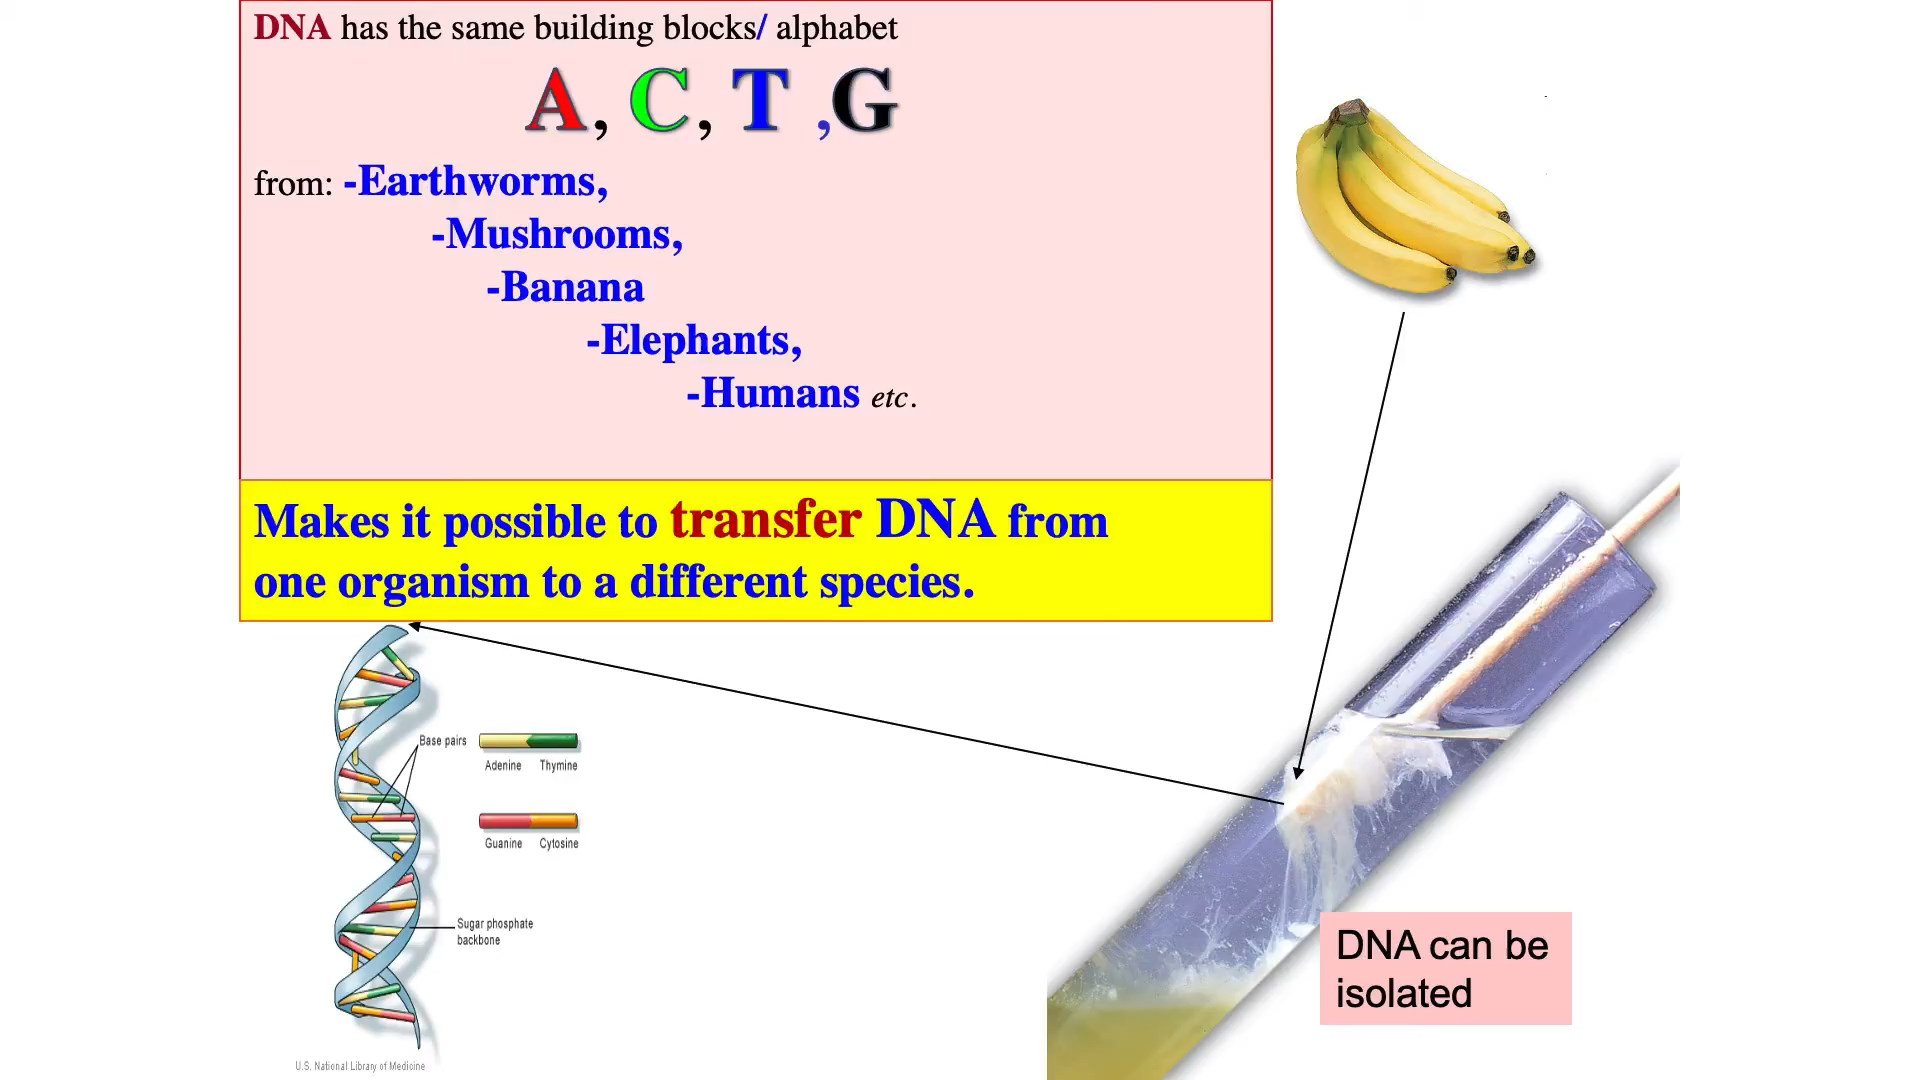 DNA has the same building blocks/ alphabet
A, C, T ,G
from: -Earthworms,
-Mushrooms,
-Banana
-Elephants,
-Humans etc.
Makes it possible to transfer DNA from
one organism to a different species.
Base pairs
Adenine Thymine
Guanine Cytosine
Sugar phosphate
backbone
U.S. National Library of Medicine
DNA can be
isolated